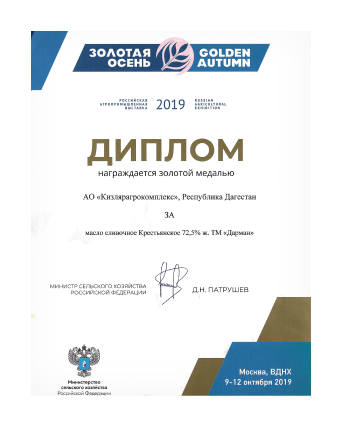 ЗОЛОТАЯ
ОСЕНЬ
GOLDEN
AUTUMN
РОССИЙСКАЯ
АГРОПРОМЫШЛЕННАЯ
ВЫСТАВКА
2019
RUSSIAN
AGRICULTURAL
EXHIBITION
ДИПЛОМ
награждается золотой медалью
АО «Кизлярагрокомплекс», Республика Дагестан
ЗА
масло сливочное Крестьянское 72,5% ж. ТМ «Дарман»
МИНИСТР СЕЛЬСКОГО ХОЗЯЙСТВА
РОССИЙСКОЙ ФЕДЕРАЦИИ
Д.Н. ПАТРУШЕВ
Министерство
сельского хозяйства
Российской Федерации
Москва, ВДНХ
9-12 октября 2019